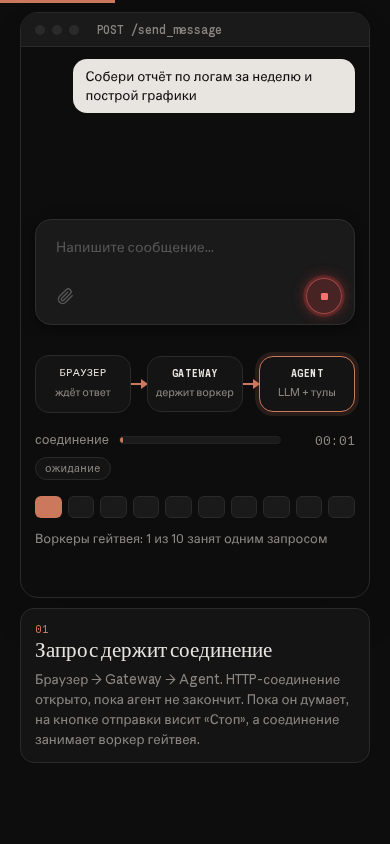 POST /send_message
Собери отчёт по логам за неделю и
построй графики
Напишите сообщение...
БРАУЗЕР
ждёт ответ
GATEWAY
держит воркер
AGENT
LLM + тулы
соединение
00:01
ожидание
Воркеры гейтвея: 1 из 10 занят одним запросом
01
Запрос держит соединение
Браузер → Gateway → Agent. HTTP-соединение
открыто, пока агент не закончит. Пока он думает,
на кнопке отправки висит «Стоп», а соединение
занимает воркер гейтвея.